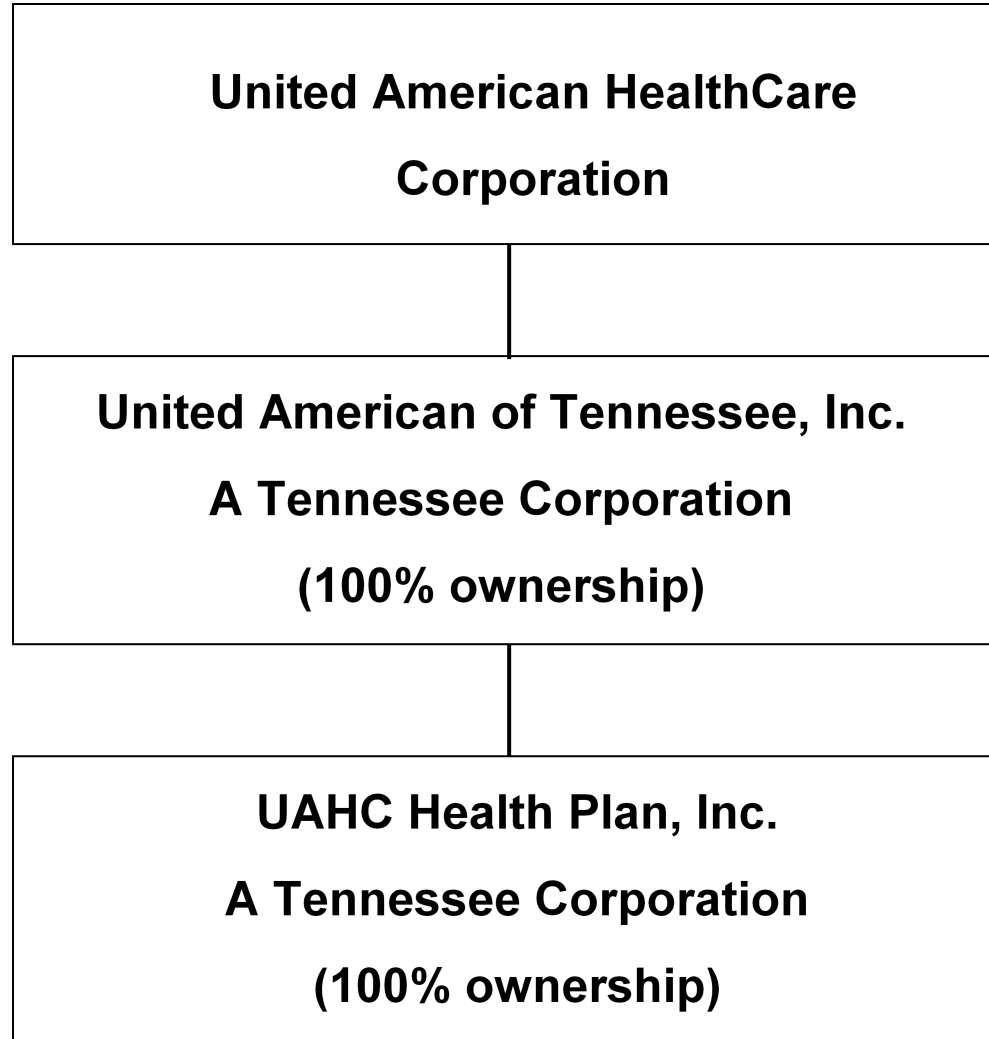 United American HealthCare
Corporation
United American of Tennessee, Inc.
A Tennessee Corporation
(100% ownership)
UAHC Health Plan, Inc.
A Tennessee Corporation
(100% ownership)